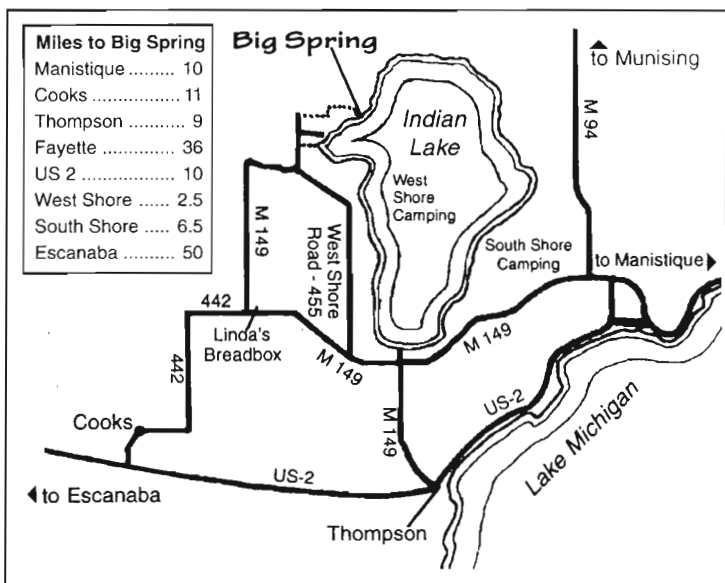 Miles to Big Spring
Manistique ......... 10
Cooks ................ 11
Thompson ........... 9
Fayette .............. 36
US 2 .................. 10
West Shore ...... 2.5
South Shore ..... 6.5
Escanaba .......... 50
Big Spring
to Munising
M 94
Indian
Lake
West
Shore
Camping
South Shore
Camping
to Manistique
M 149
West Shore
Road - 455
442
Linda's
Breadbox
M 149
M 149
442
M 149
US-2
Cooks
Lake Michigan
US-2
to Escanaba
Thompson